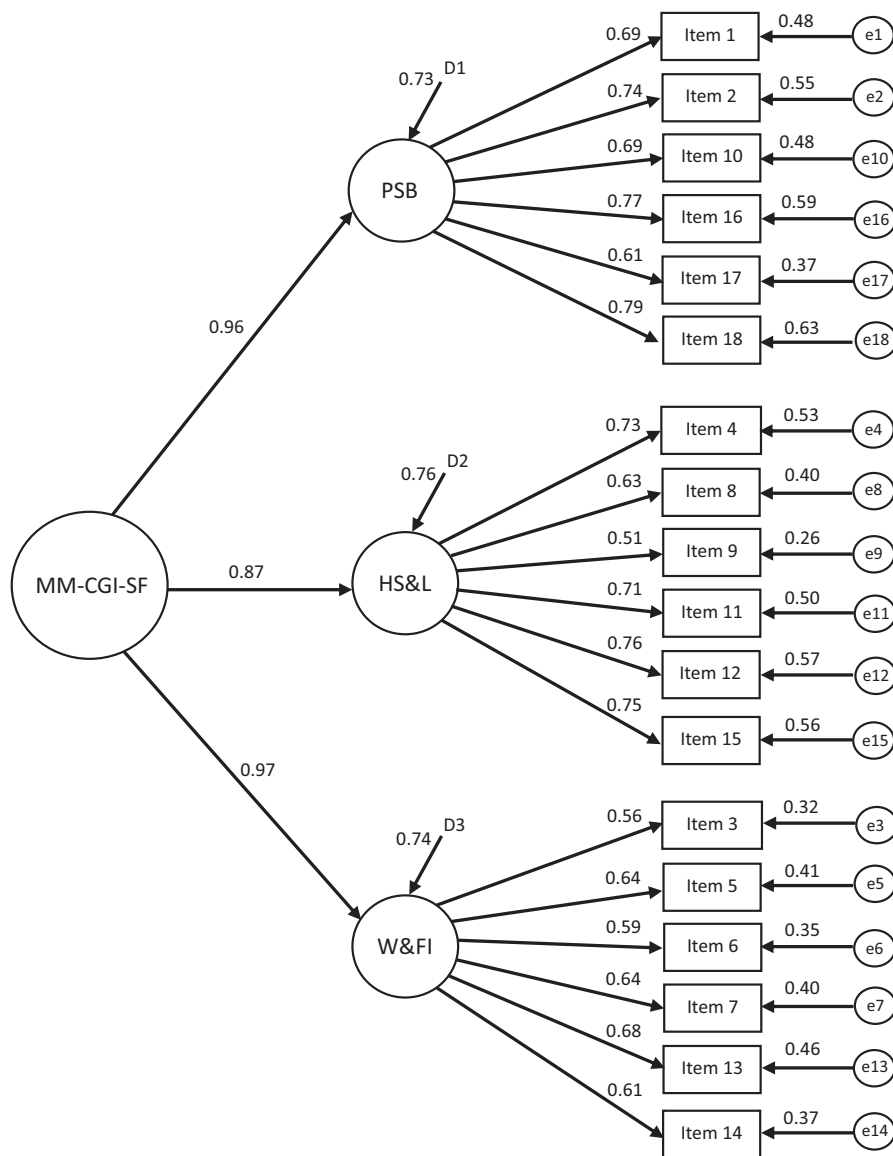 0.69
Item 1
0.48
e1
0.73
D1
0.74
Item 2
0.55
e2
0.69
Item 10
0.48
e10
PSB
0.77
Item 16
0.59
e16
0.61
Item 17
0.37
e17
0.79
Item 18
0.63
e18
0.96
0.73
Item 4
0.53
e4
0.76
D2
0.63
Item 8
0.40
e8
0.51
Item 9
0.26
e9
MM-CGI-SF
0.87
HS&L
0.71
Item 11
0.50
e11
0.76
Item 12
0.57
e12
0.75
Item 15
0.56
e15
0.97
0.56
Item 3
0.32
e3
0.74
D3
0.64
Item 5
0.41
e5
0.59
Item 6
0.35
e6
W&FI
0.64
Item 7
0.40
e7
0.68
Item 13
0.46
e13
0.61
Item 14
0.37
e14